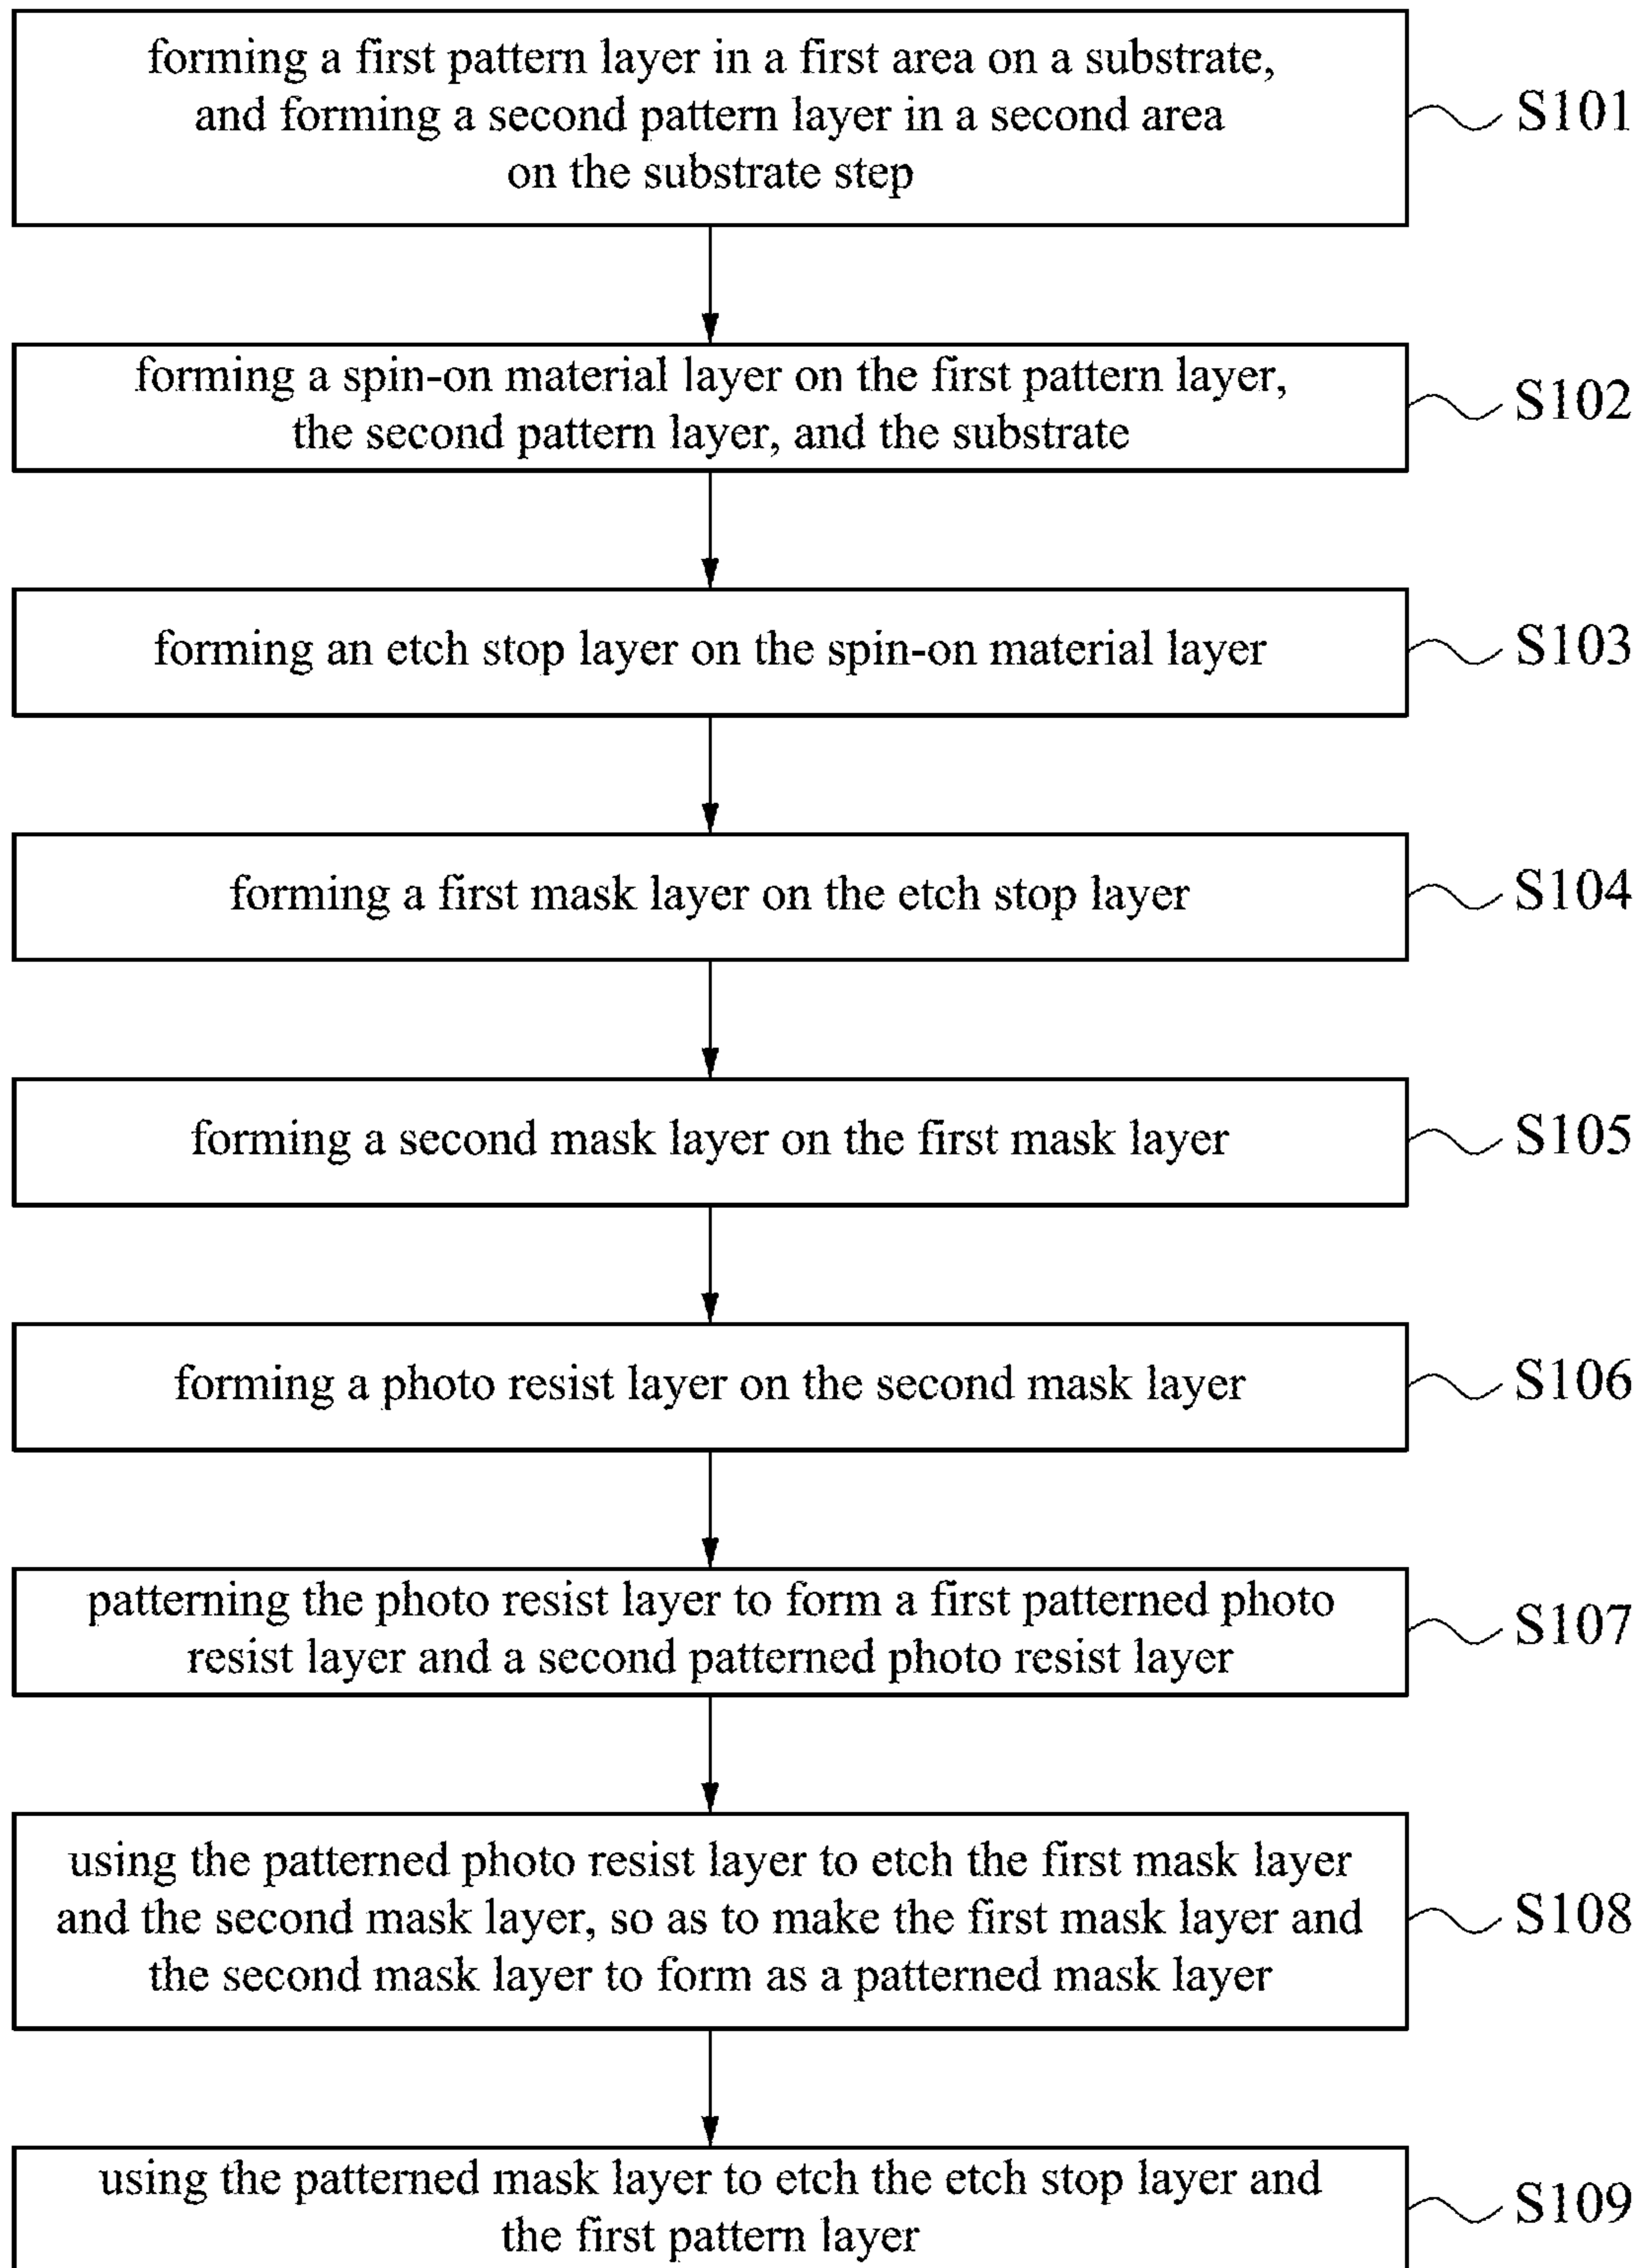 forming a first pattern layer in a first area on a substrate,
and forming a second pattern layer in a second area
on the substrate step
S101
forming a spin-on material layer on the first pattern layer,
the second pattern layer, and the substrate
S102
forming an etch stop layer on the spin-on material layer
S103
forming a first mask layer on the etch stop layer
S104
forming a second mask layer on the first mask layer
S105
forming a photo resist layer on the second mask layer
S106
patterning the photo resist layer to form a first patterned photo
resist layer and a second patterned photo resist layer
S107
using the patterned photo resist layer to etch the first mask layer
and the second mask layer, so as to make the first mask layer and
the second mask layer to form as a patterned mask layer
S108
using the patterned mask layer to etch the etch stop layer and
the first pattern layer
S109